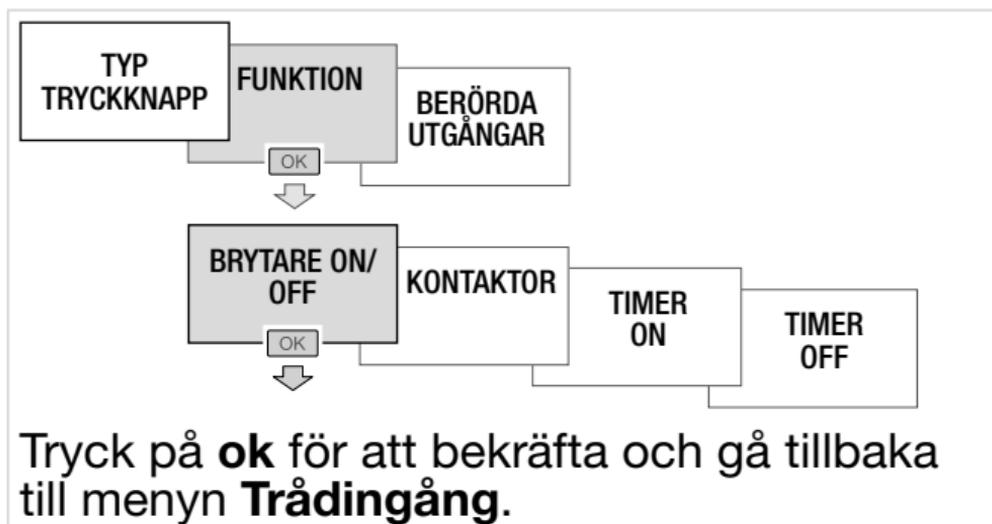 TYP
TRYCKKNAPP
FUNKTION
BERÖRDA
UTGÅNGAR
OK
BRYTARE ON/
OFF
KONTAKTOR
TIMER
ON
TIMER
OFF
OK
Tryck på ok för att bekräfta och gå tillbaka
till menyn Trådingång.